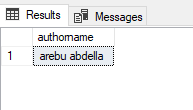 Results Messages
authorname
1 arebu abdella